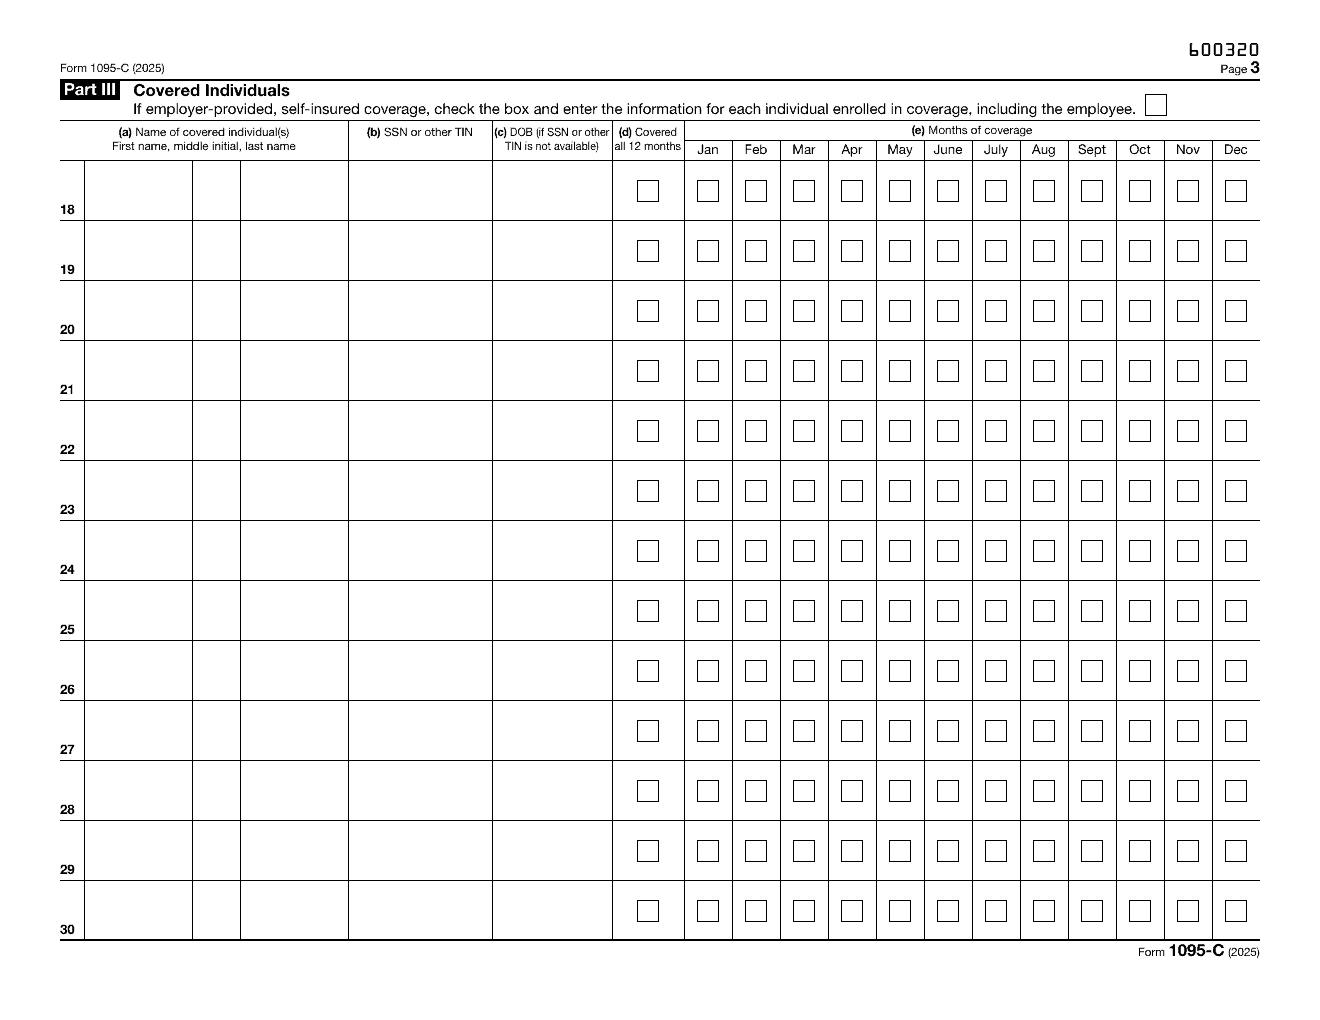 600320
Form 1095-C (2025)
Page 3
Part III Covered Individuals
If employer-provided, self-insured coverage, check the box and enter the information for each individual enrolled in coverage, including the employee.
(a) Name of covered individual(s)
First name, middle initial, last name
(b) SSN or other TIN
(c) DOB (if SSN or other
TIN is not available)
(d) Covered
all 12 months
(e) Months of coverage
Jan Feb Mar Apr May June July Aug Sept Oct Nov Dec
18
19
20
21
22
23
24
25
26
27
28
29
30
Form 1095-C (2025)